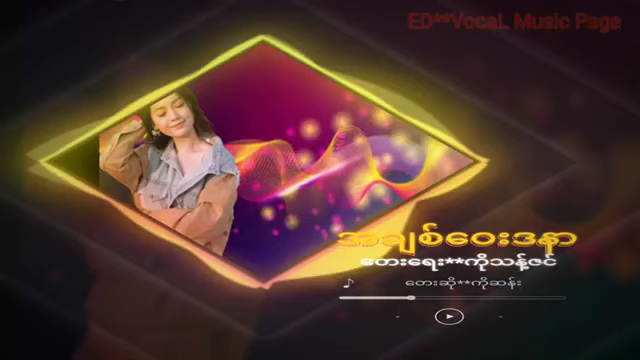 ED**VocaL Music Page
အချစ်ဝေးဒနာ
တေးရေး**ကိုသန့်ဇင်
တေးဆို**ကိုဆန်း